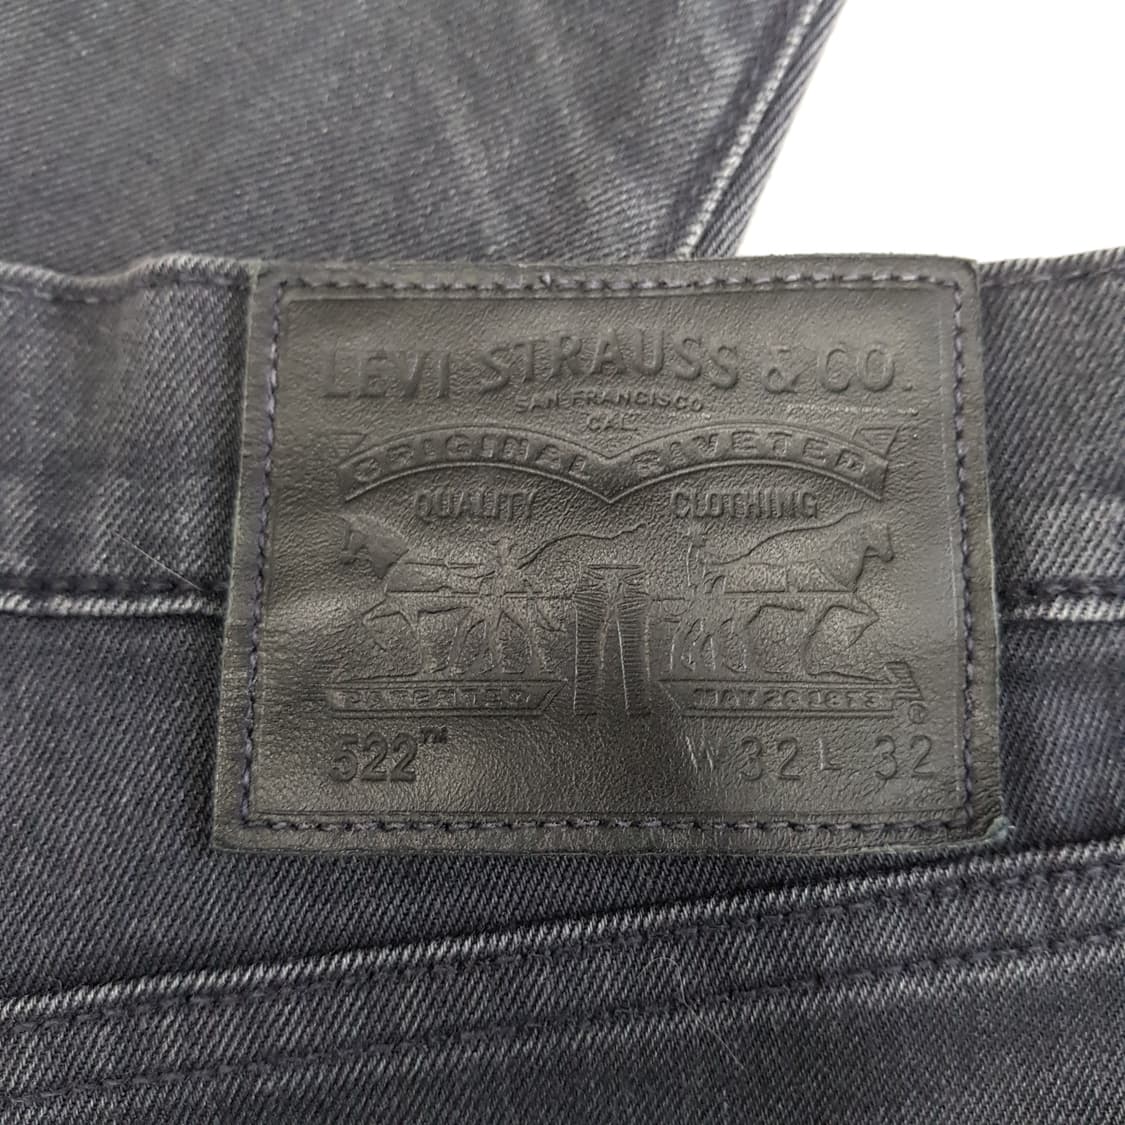 LEVI STRAUSS & CO.
SAN FRANCISCO
CAL.
ORIGINAL RIVETED
QUALITY CLOTHING
PATENTED MAY 20 1873
522™ W 32 L 32